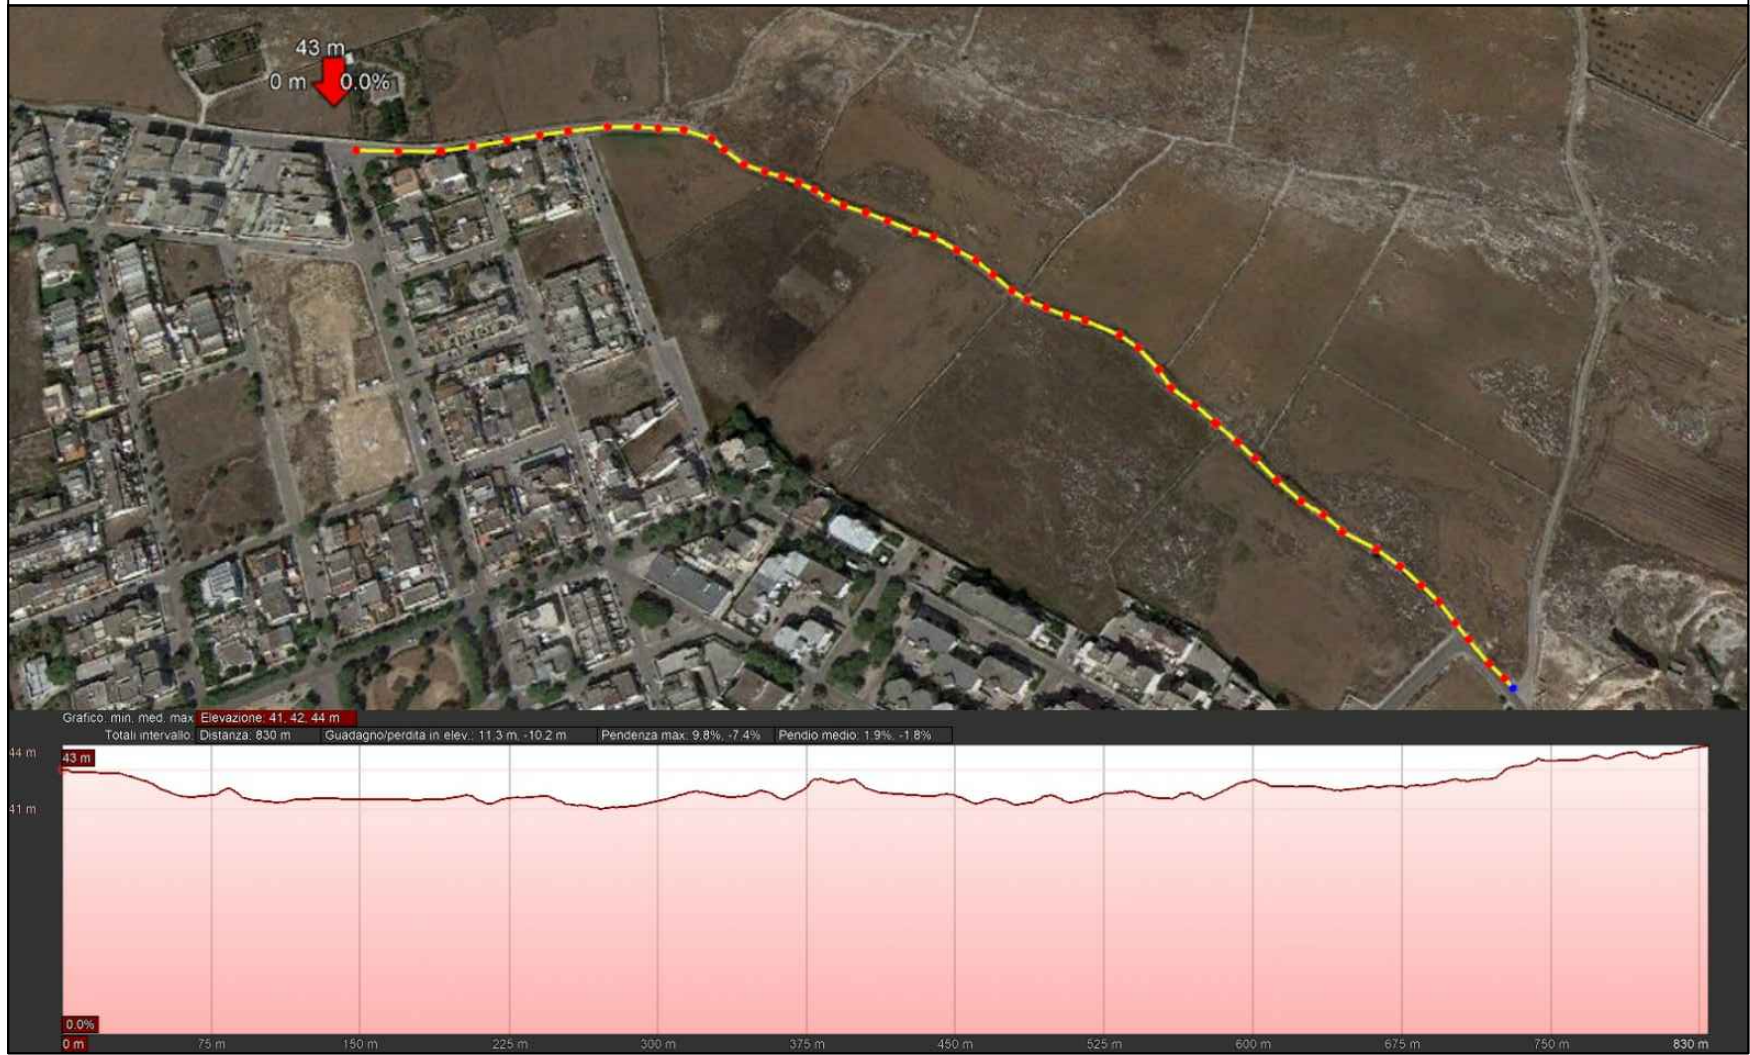 43 m
0 m 0.0%
Grafico: min. med. max Elevazione: 41, 42, 44 m
Totali intervallo: Distanza: 830 m Guadagno/perdita in elev.: 11.3 m, -10.2 m Pendenza max: 9.8%, -7.4% Pendio medio: 1.9%, -1.8%
44 m
43 m
41 m
0.0%
0 m 75 m 150 m 225 m 300 m 375 m 450 m 525 m 600 m 675 m 750 m 830 m